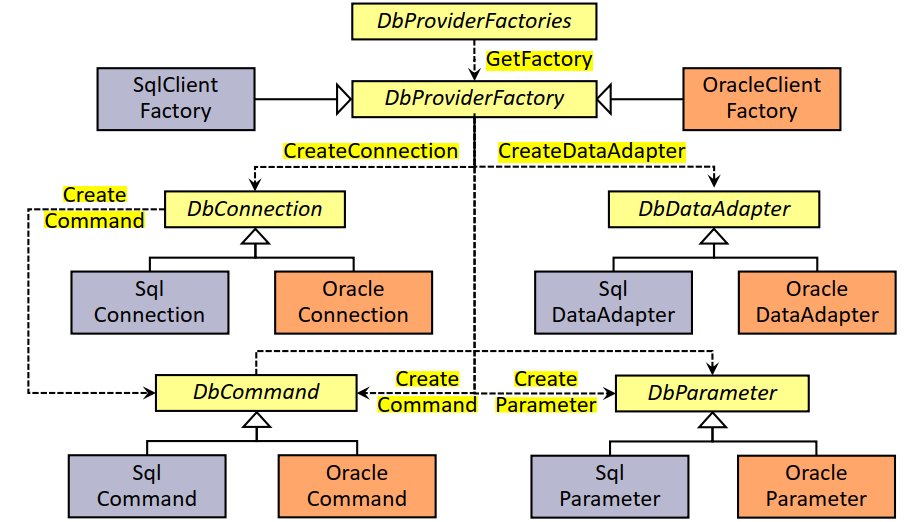 DbProviderFactories
GetFactory
SqlClient
Factory
DbProviderFactory
OracleClient
Factory
CreateConnection
CreateDataAdapter
Create
Command
DbConnection
DbDataAdapter
Sql
Connection
Oracle
Connection
Sql
DataAdapter
Oracle
DataAdapter
DbCommand
Create
Command
Create
Parameter
DbParameter
Sql
Command
Oracle
Command
Sql
Parameter
Oracle
Parameter